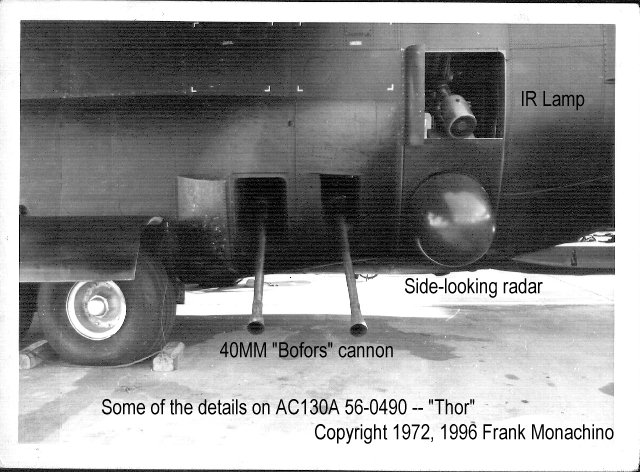 IR Lamp
Side-looking radar
40MM "Bofors" cannon
Some of the details on AC130A 56-0490 -- "Thor"
Copyright 1972, 1996 Frank Monachino